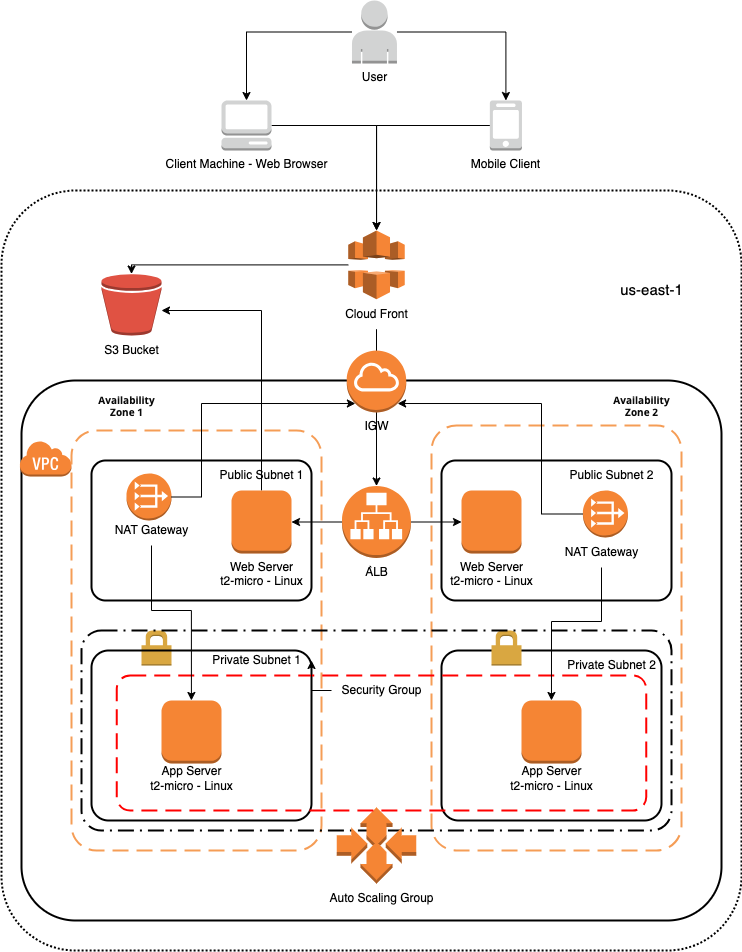 User
Client Machine - Web Browser
Mobile Client
us-east-1
Cloud Front
S3 Bucket
Availability
Zone 1
Availability
Zone 2
IGW
VPC
Public Subnet 1
Public Subnet 2
NAT Gateway
NAT Gateway
Web Server
t2-micro - Linux
ALB
Web Server
t2-micro - Linux
Private Subnet 1
Private Subnet 2
Security Group
App Server
t2-micro - Linux
App Server
t2-micro - Linux
Auto Scaling Group